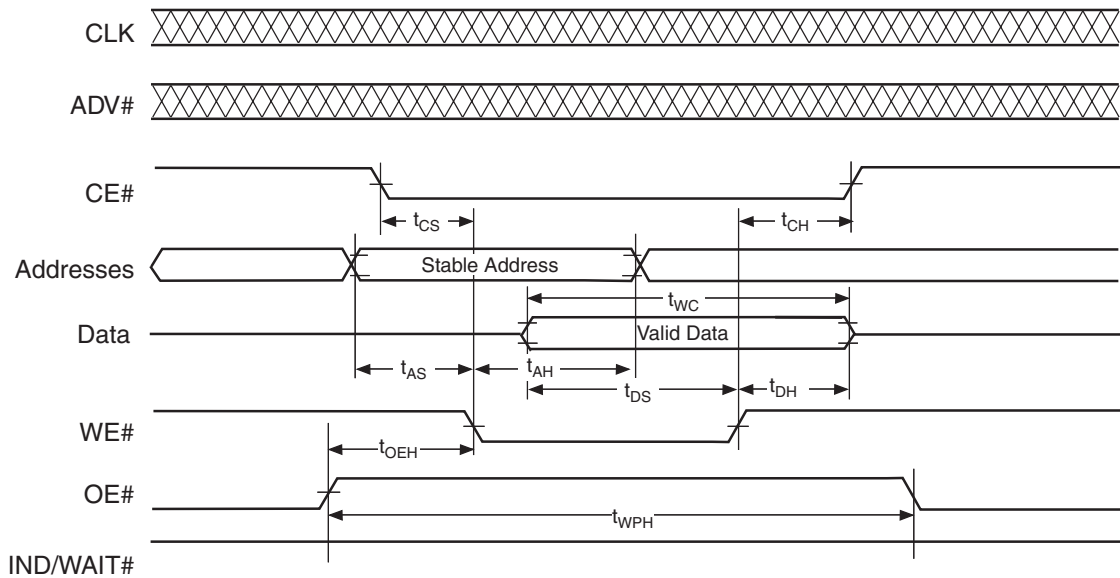 CLK
ADV#
CE#
tCS
tCH
Addresses
Stable Address
tWC
Data
Valid Data
tAS
tAH
tDS
tDH
WE#
tOEH
OE#
tWPH
IND/WAIT#